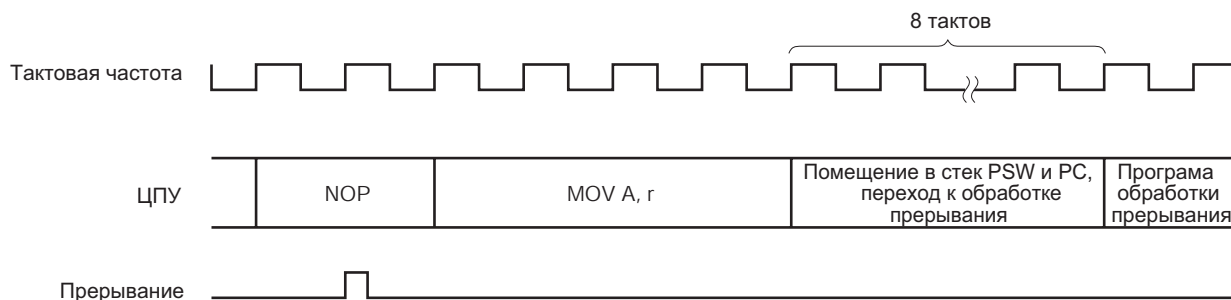 8 тактов
Тактовая частота
ЦПУ
NOP
MOV A, r
Помещение в стек PSW и PC,
переход к обработке
прерывания
Програма
обработки
прерывания
Прерывание